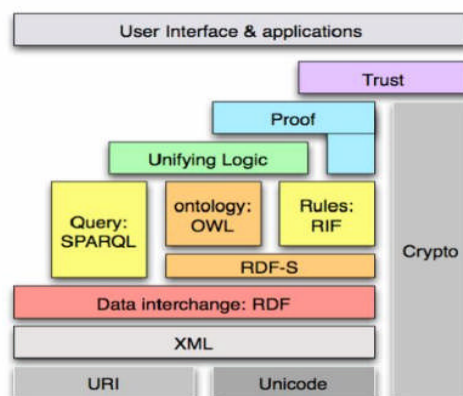 User Interface & applications
Trust
Proof
Unifying Logic
Query:
SPARQL
ontology:
OWL
Rules:
RIF
Crypto
RDF-S
Data interchange: RDF
XML
URI
Unicode